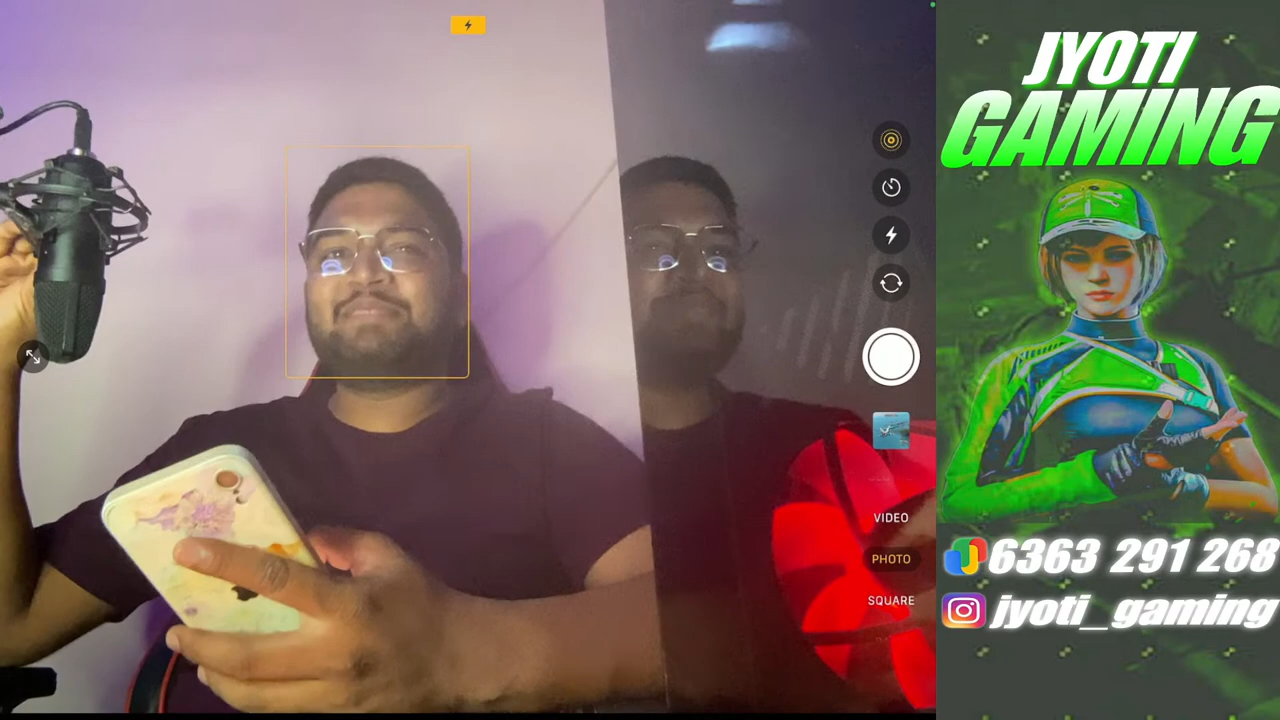 JYOTI
GAMING
VIDEO
PHOTO
SQUARE
6363 291 268
jyoti_gaming